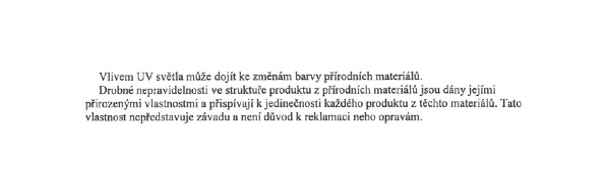 Vlivem UV světla může dojít ke změnám barvy přírodních materiálů.
Drobné nepravidelnosti ve struktuře produktu z přírodních materiálů jsou dány jejími
přirozenými vlastnostmi a přispívají k jedinečnosti každého produktu z těchto materiálů. Tato
vlastnost nepředstavuje závadu a není důvod k reklamaci nebo opravám.